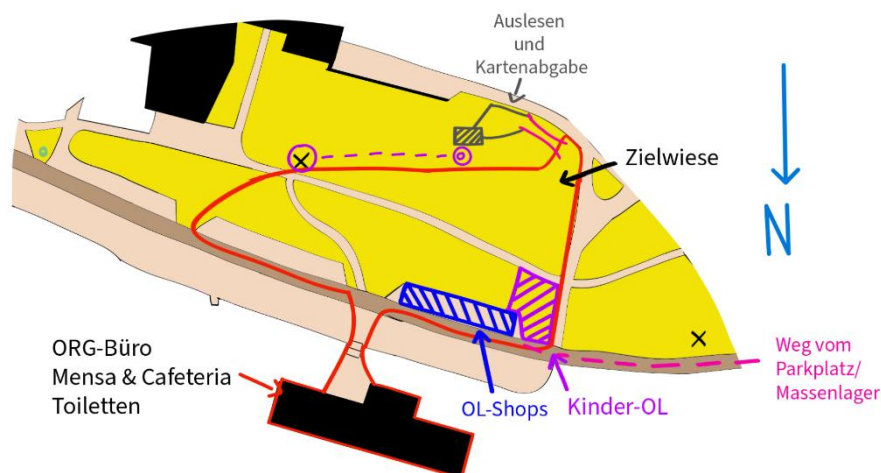 Auslesen
und
Kartenabgabe
Zielwiese
N
ORG-Büro
Mensa & Cafeteria
Toiletten
OL-Shops
Kinder-OL
Weg vom
Parkplatz/
Massenlager